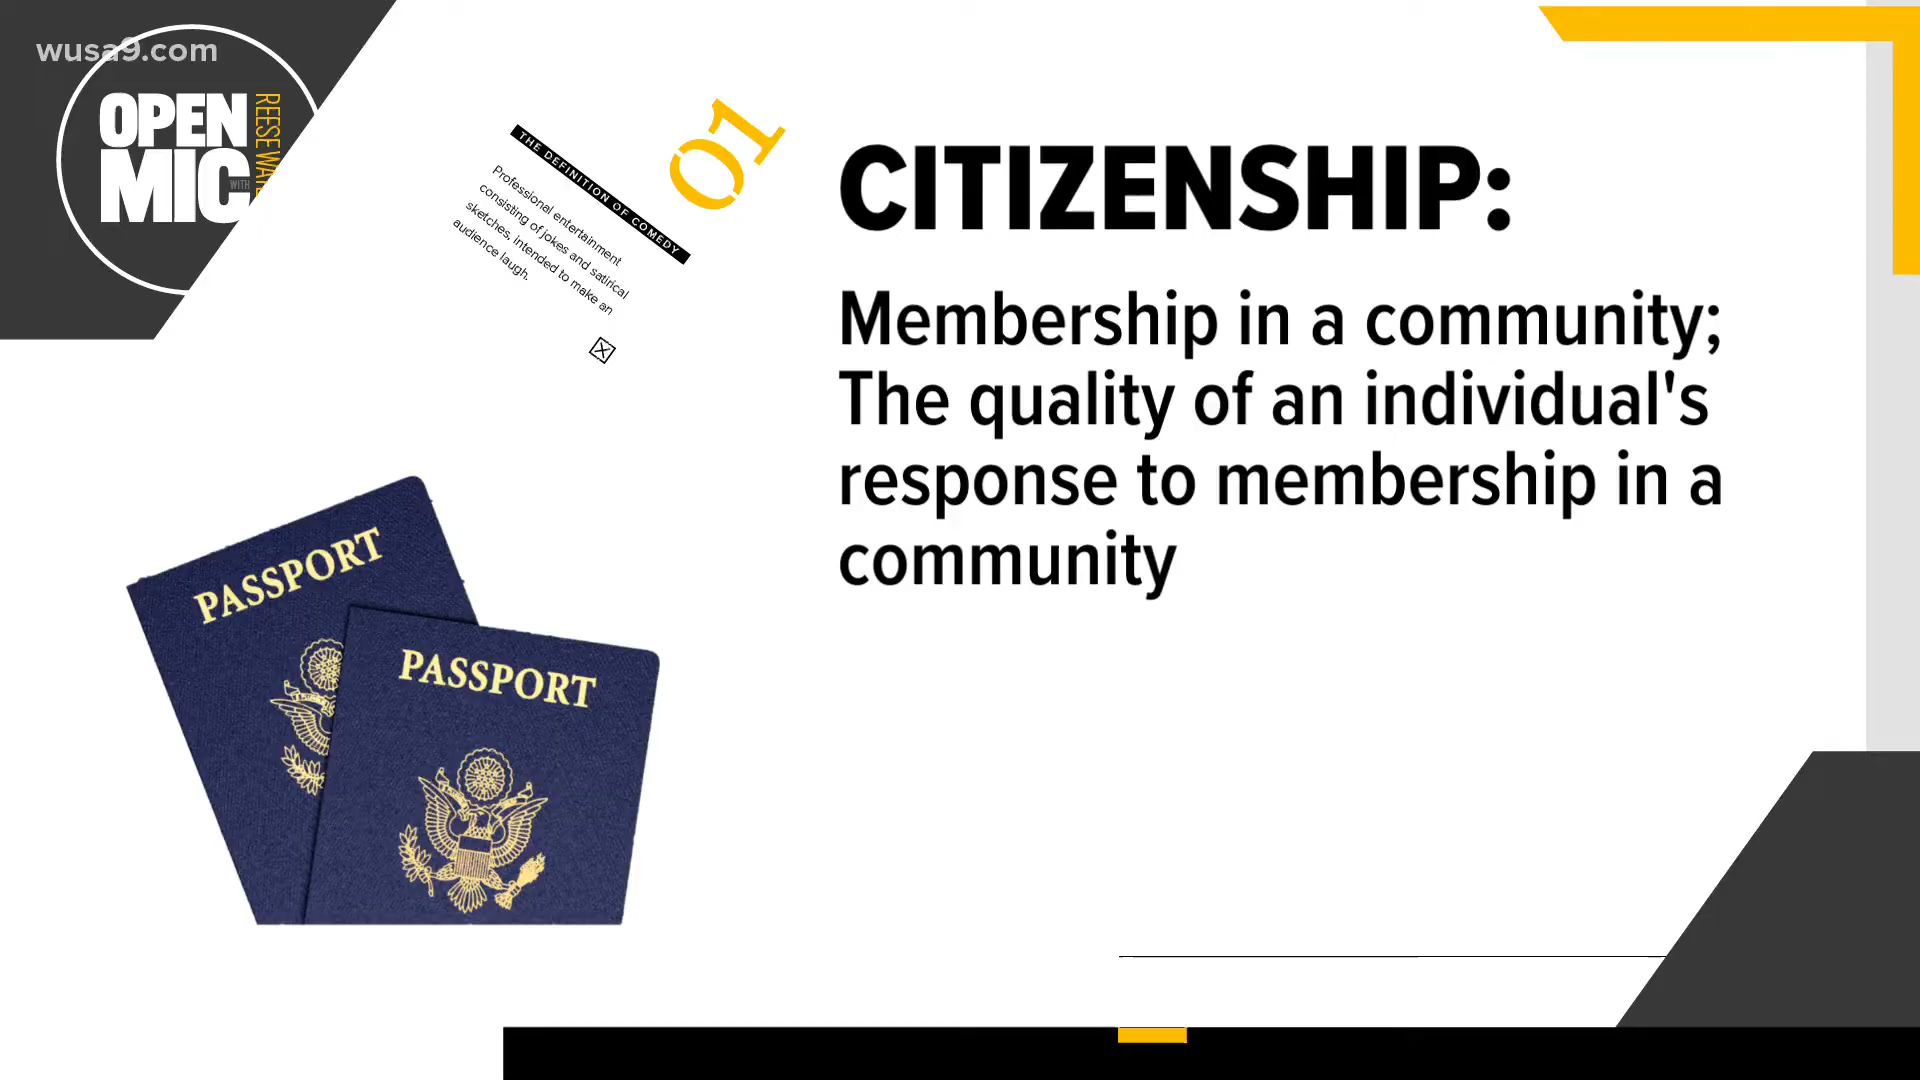 wusa9.com
OPEN
MIC
WITH
REESE
01
THE DEFINITION OF COMEDY
Professional entertainment
consisting of jokes and satirical
sketches, intended to make an
audience laugh.
CITIZENSHIP:
Membership in a community;
The quality of an individual's
response to membership in a
community
PASSPORT
PASSPORT